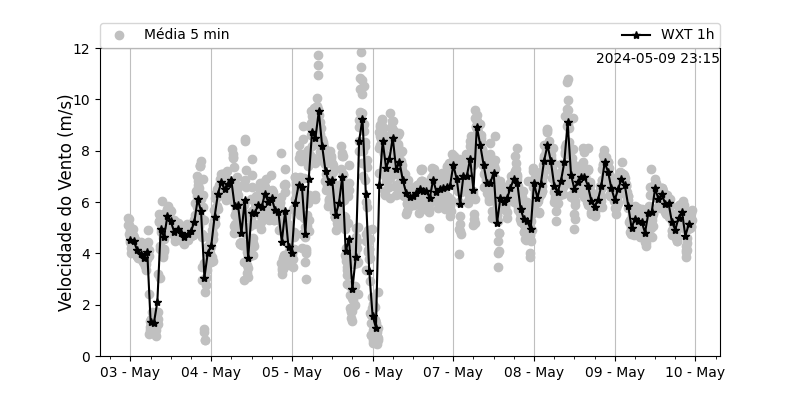 Média 5 min
WXT 1h
2024-05-09 23:15
Velocidade do Vento (m/s)
12
10
8
6
4
2
0
03 - May 04 - May 05 - May 06 - May 07 - May 08 - May 09 - May 10 - May